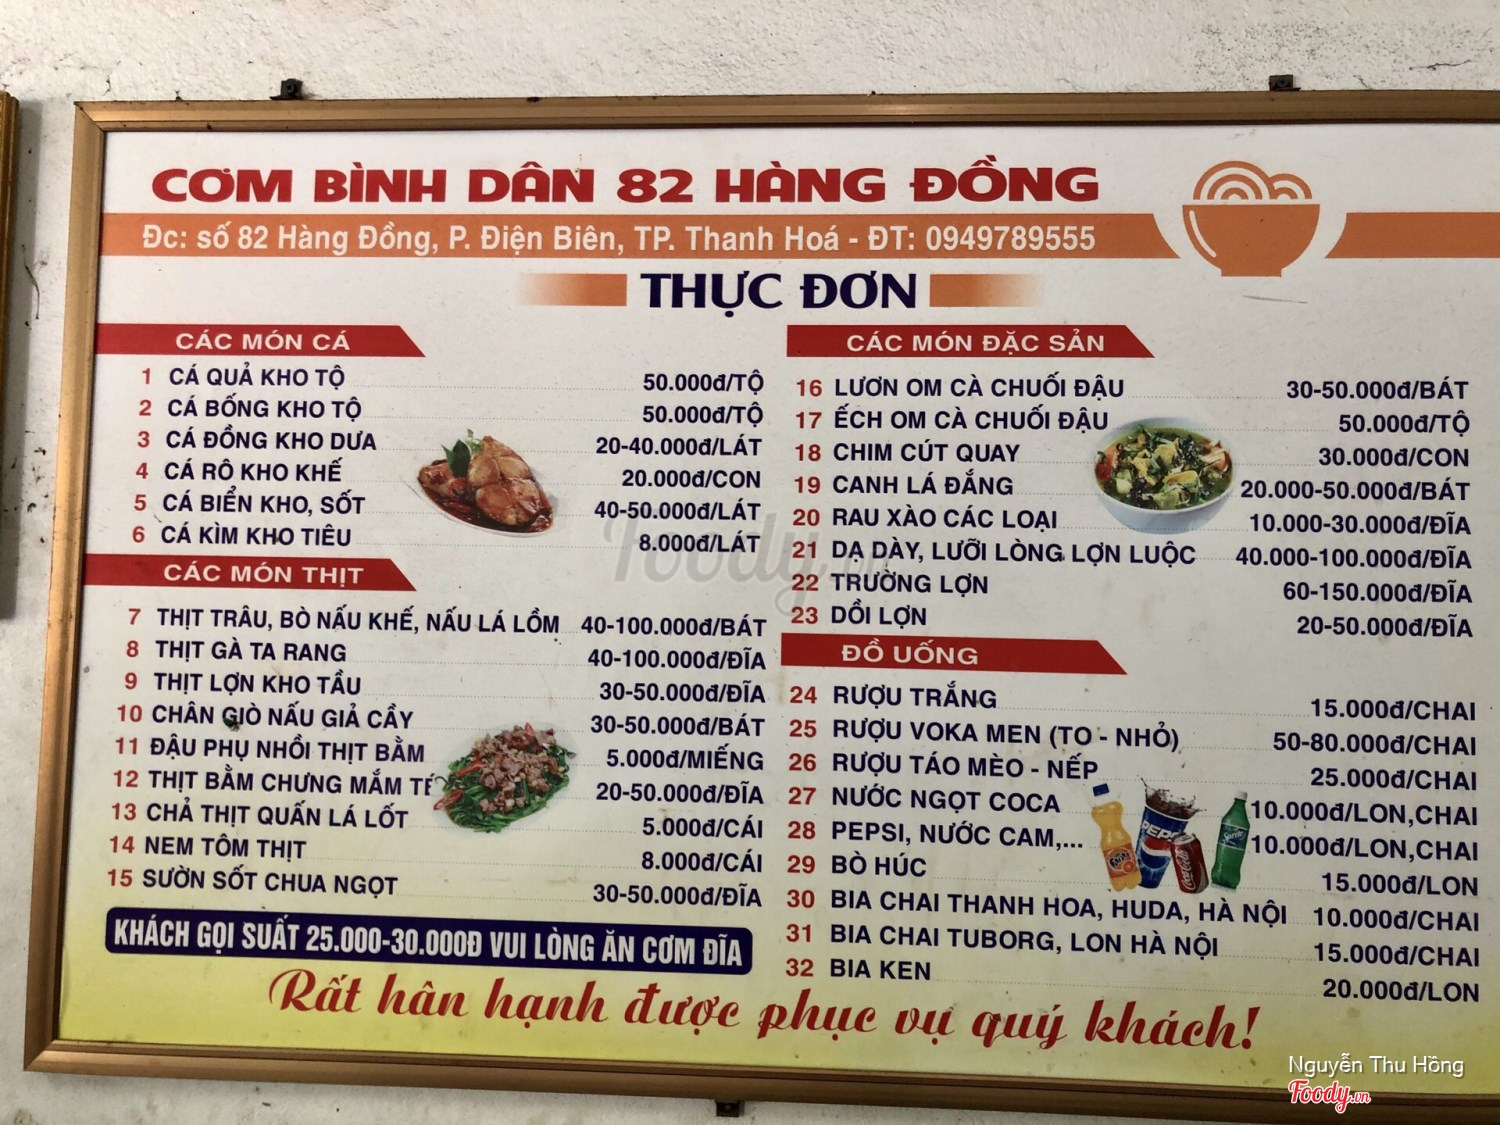 CƠM BÌNH DÂN 82 HÀNG ĐỒNG
Đc: số 82 Hàng Đồng, P. Điện Biên, TP. Thanh Hoá - ĐT: 0949789555
THỰC ĐƠN
CÁC MÓN CÁ
1 CÁ QUẢ KHO TỘ 50.000đ/TỘ
2 CÁ BỐNG KHO TỘ 50.000đ/TỘ
3 CÁ ĐỒNG KHO DƯA 20-40.000đ/LÁT
4 CÁ RÔ KHO KHẾ 20.000đ/CON
5 CÁ BIỂN KHO, SỐT 40-50.000đ/LÁT
6 CÁ KÌM KHO TIÊU 8.000đ/LÁT
CÁC MÓN THỊT
7 THỊT TRÂU, BÒ NẤU KHẾ, NẤU LÁ LỒM 40-100.000đ/BÁT
8 THỊT GÀ TA RANG 40-100.000đ/ĐĨA
9 THỊT LỢN KHO TẦU 30-50.000đ/ĐĨA
10 CHÂN GIÒ NẤU GIẢ CẦY 30-50.000đ/BÁT
11 ĐẬU PHỤ NHỒI THỊT BẰM 5.000đ/MIẾNG
12 THỊT BẰM CHƯNG MẮM 20-50.000đ/ĐĨA
13 CHẢ THỊT QUẤN LÁ LỐT 5.000đ/CÁI
14 NEM TÔM THỊT 8.000đ/CÁI
15 SƯỜN SỐT CHUA NGỌT 30-50.000đ/ĐĨA
KHÁCH GỌI SUẤT 25.000-30.000Đ VUI LÒNG ĂN CƠM ĐĨA
CÁC MÓN ĐẶC SẢN
16 LƯƠN OM CÀ CHUỐI ĐẬU 30-50.000đ/BÁT
17 ẾCH OM CÀ CHUỐI ĐẬU 50.000đ/TỘ
18 CHIM CÚT QUAY 30.000đ/CON
19 CANH LÁ ĐẮNG 20.000-50.000đ/BÁT
20 RAU XÀO CÁC LOẠI 10.000-30.000đ/ĐĨA
21 DẠ DÀY, LƯỠI LÒNG LỢN LUỘC 40.000-100.000đ/ĐĨA
22 TRƯỜNG LỢN 60-150.000đ/ĐĨA
23 DỒI LỢN 20-50.000đ/ĐĨA
ĐỒ UỐNG
24 RƯỢU TRẮNG 15.000đ/CHAI
25 RƯỢU VOKA MEN (TO - NHỎ) 50-80.000đ/CHAI
26 RƯỢU TÁO MÈO - NẾP 25.000đ/CHAI
27 NƯỚC NGỌT COCA 10.000đ/LON,CHAI
28 PEPSI, NƯỚC CAM,... 10.000đ/LON,CHAI
29 BÒ HÚC 15.000đ/LON
30 BIA CHAI THANH HOA, HUDA, HÀ NỘI 10.000đ/CHAI
31 BIA CHAI TUBORG, LON HÀ NỘI 15.000đ/CHAI
32 BIA KEN 20.000đ/LON
Rất hân hạnh được phục vụ quý khách!
Foody.vn
Nguyễn Thu Hồng
Foody.vn